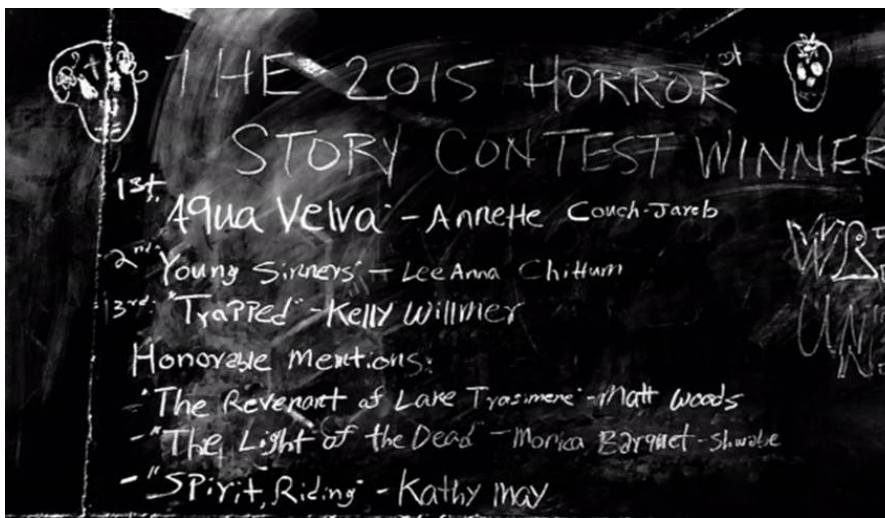 THE 2015 HORROR
STORY CONTEST WINNER
1st. Aqua Velva" - Annette Couch-Jareb
2nd. "Young Sinners" - LeeAnna Chittum
3rd. "Trapped" - Kelly Willmer
Honorable Mentions:
- "The Revenant of Lake Trasimene" - Matt Woods
- "The Light of the Dead" - Monica Barquet-Shwabe
- "Spirit, Riding" - Kathy May